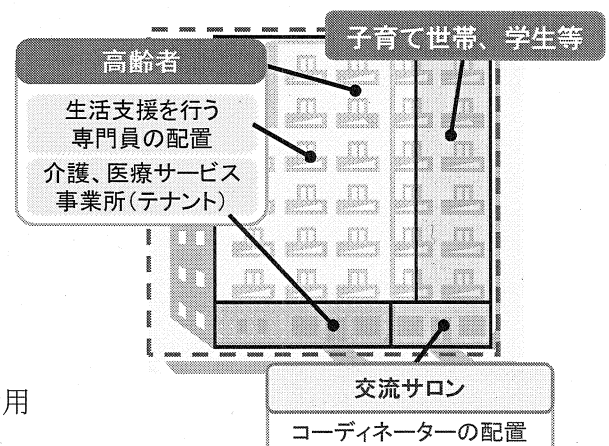 子育て世帯、学生等
高齢者
生活支援を行う
専門員の配置
介護、医療サービス
事業所(テナント)
用
交流サロン
コーディネーターの配置